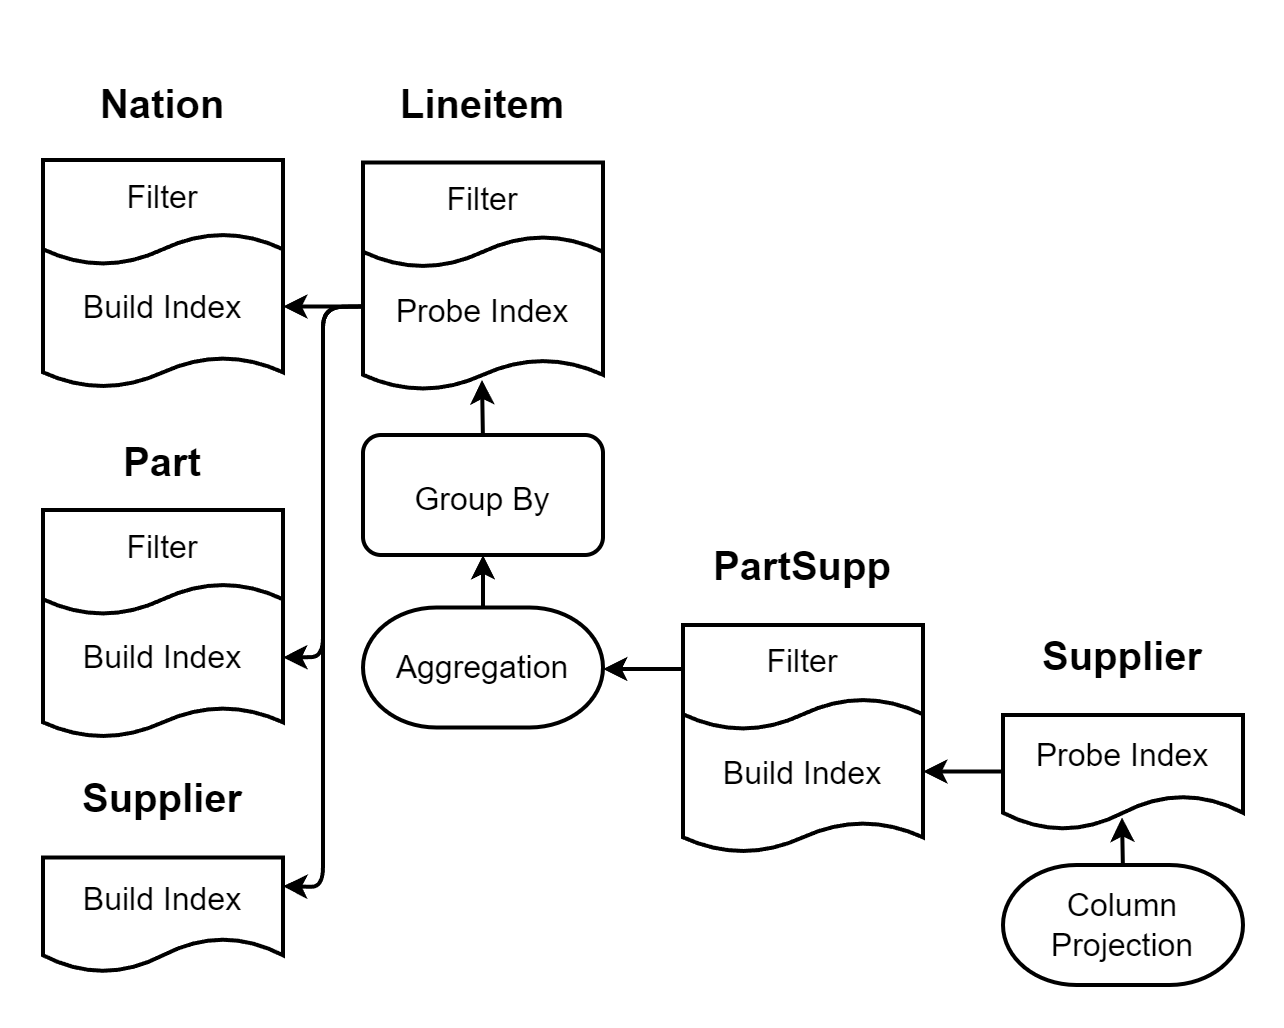 Nation
Filter
Build Index
Part
Filter
Build Index
Supplier
Build Index
Lineitem
Filter
Probe Index
Group By
Aggregation
PartSupp
Filter
Build Index
Supplier
Probe Index
Column
Projection